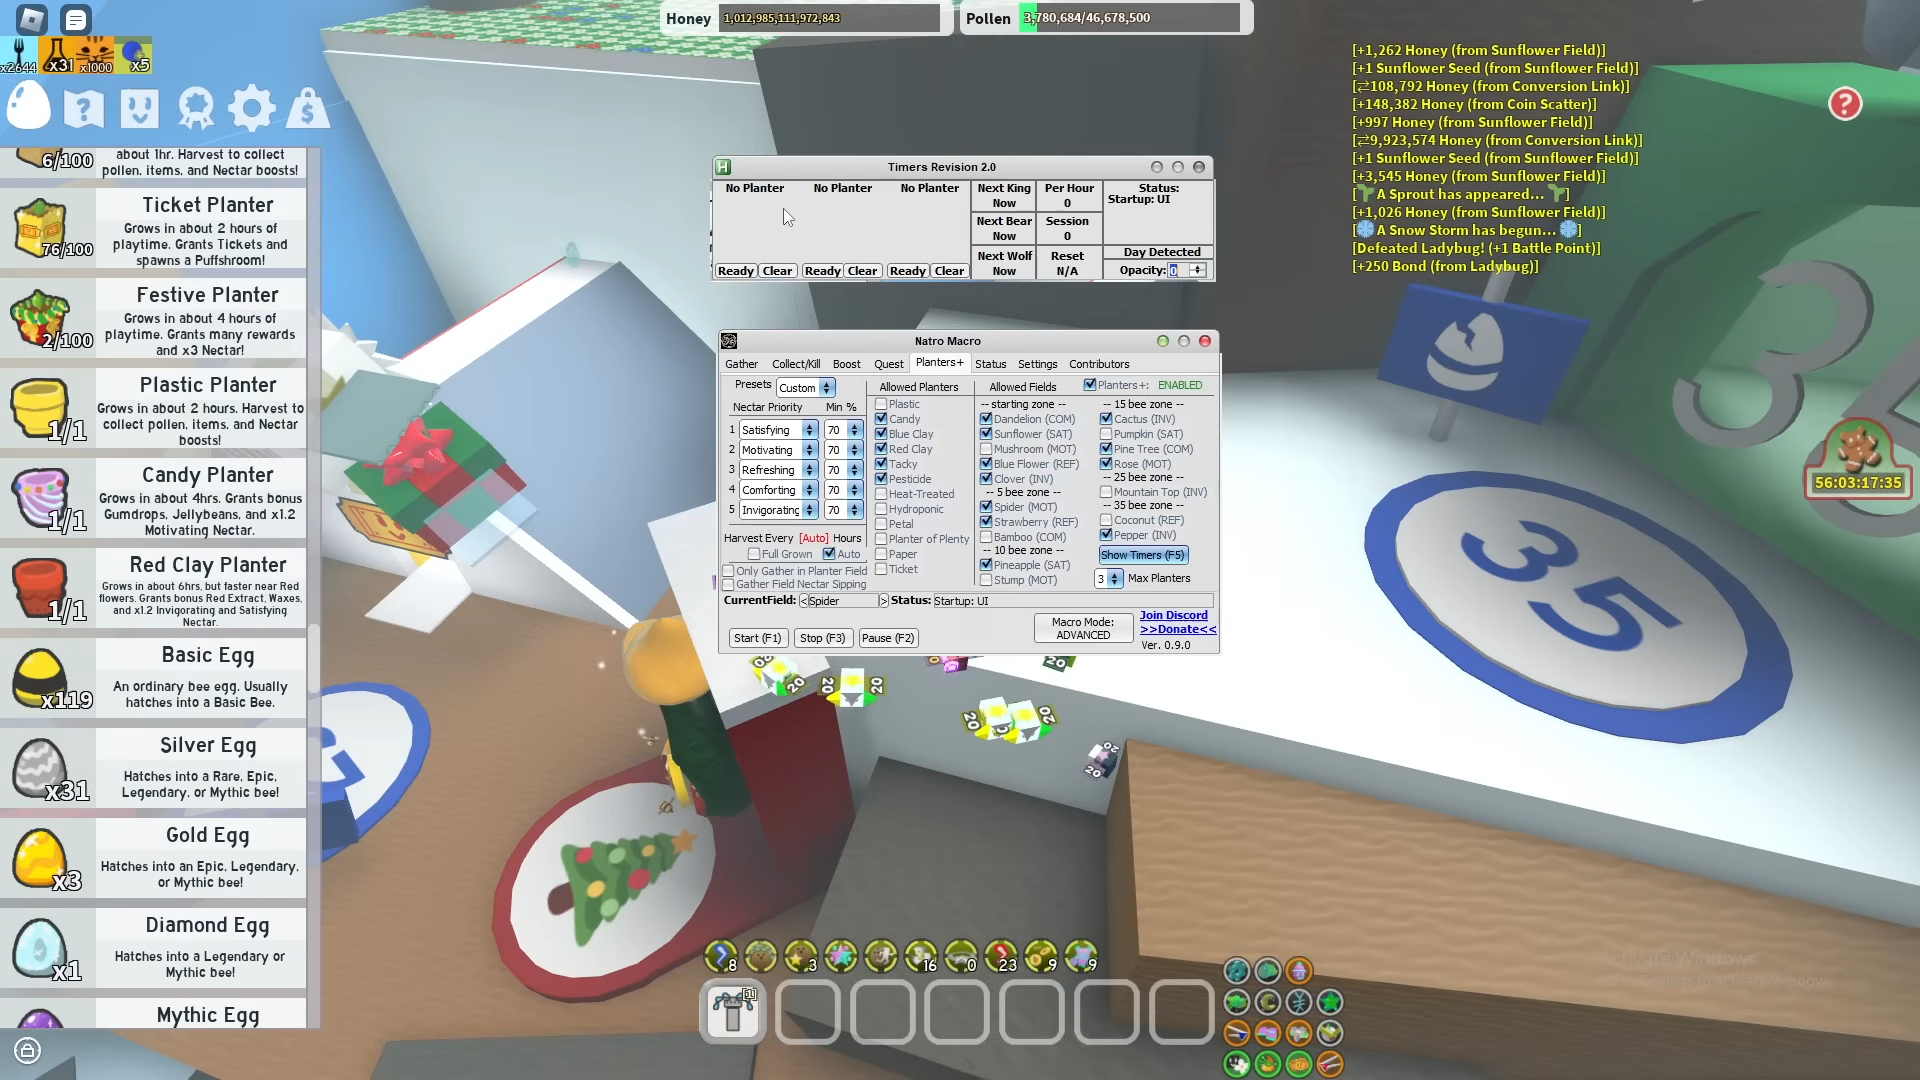 Honey
1,012,985,111,972,843
Pollen
3,780,684/46,678,500
x2644
x31
x1000
x5
6/100
about 1hr. Harvest to collect
pollen, items, and Nectar boosts!
Ticket Planter
76/100
Grows in about 2 hours of
playtime. Grants Tickets and
spawns a Puffshroom!
Festive Planter
2/100
Grows in about 4 hours of
playtime. Grants many rewards
and x3 Nectar!
Plastic Planter
1/1
Grows in about 2 hours. Harvest to
collect pollen, items, and Nectar
boosts!
Candy Planter
1/1
Grows in about 4hrs. Grants bonus
Gumdrops, Jellybeans, and x1.2
Motivating Nectar.
Red Clay Planter
1/1
Grows in about 6hrs, but faster near Red
flowers. Grants bonus Red Extract, Waxes,
and x1.2 Invigorating and Satisfying
Nectar.
Basic Egg
x119
An ordinary bee egg. Usually
hatches into a Basic Bee.
Silver Egg
x31
Hatches into a Rare, Epic,
Legendary, or Mythic bee!
Gold Egg
x3
Hatches into an Epic, Legendary,
or Mythic bee!
Diamond Egg
x1
Hatches into a Legendary or
Mythic bee!
Mythic Egg
Timers Revision 2.0
No Planter No Planter No Planter
Next King
Now
Next Bear
Now
Next Wolf
Now
Per Hour
0
Session
0
Reset
N/A
Status:
Startup: UI
Day Detected
Opacity: 0
Ready Clear Ready Clear Ready Clear
Natro Macro
Gather Collect/Kill Boost Quest Planters+ Status Settings Contributors
Presets Custom
Nectar Priority Min %
1 Satisfying 70
2 Motivating 70
3 Refreshing 70
4 Comforting 70
5 Invigorating 70
Harvest Every [Auto] Hours
Full Grown Auto
Only Gather in Planter Field
Gather Field Nectar Sipping
Allowed Planters
Plastic
Candy
Blue Clay
Red Clay
Tacky
Pesticide
Heat-Treated
Hydroponic
Petal
Planter of Plenty
Paper
Ticket
Allowed Fields
-- starting zone --
Dandelion (COM)
Sunflower (SAT)
Mushroom (MOT)
Blue Flower (REF)
Clover (INV)
-- 5 bee zone --
Spider (MOT)
Strawberry (REF)
Bamboo (COM)
-- 10 bee zone --
Pineapple (SAT)
Stump (MOT)
Planters+: ENABLED
-- 15 bee zone --
Cactus (INV)
Pumpkin (SAT)
Pine Tree (COM)
Rose (MOT)
-- 25 bee zone --
Mountain Top (INV)
-- 35 bee zone --
Coconut (REF)
Pepper (INV)
Show Timers (F5)
3 Max Planters
CurrentField: < Spider > Status: Startup: UI
Start (F1) Stop (F3) Pause (F2)
Macro Mode:
ADVANCED
Join Discord
>>Donate<<
Ver. 0.9.0
[+1,262 Honey (from Sunflower Field)]
[+1 Sunflower Seed (from Sunflower Field)]
[⇄108,792 Honey (from Conversion Link)]
[+148,382 Honey (from Coin Scatter)]
[+997 Honey (from Sunflower Field)]
[⇄9,923,574 Honey (from Conversion Link)]
[+1 Sunflower Seed (from Sunflower Field)]
[+3,545 Honey (from Sunflower Field)]
[🌱A Sprout has appeared... 🌱]
[+1,026 Honey (from Sunflower Field)]
[❄️A Snow Storm has begun... ❄️]
[Defeated Ladybug! (+1 Battle Point)]
[+250 Bond (from Ladybug)]
?
35
56:03:17:35
35
20
20
20
20
20
20
20
20
8
3
16
0
23
9
9
[1]
Activate Windows